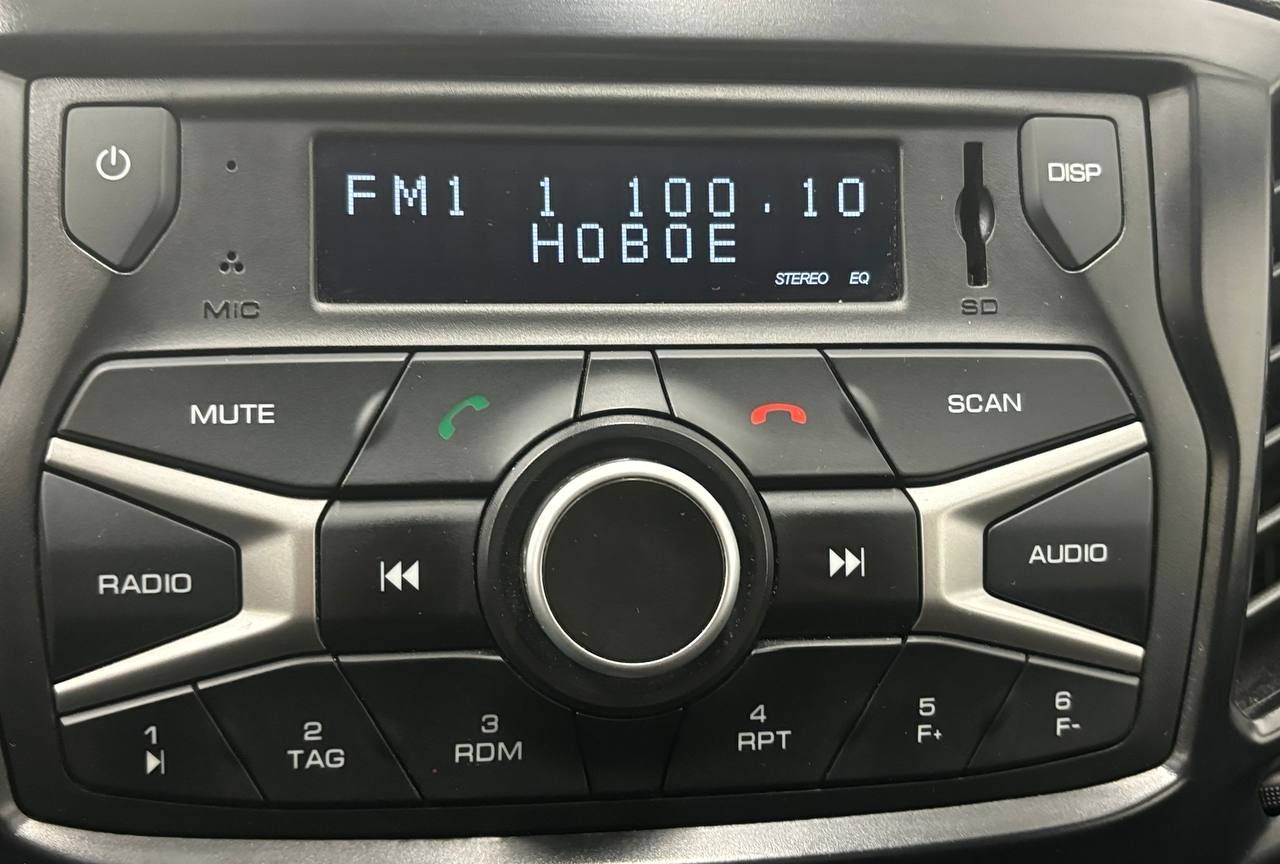 FM1 1 100.10
НОВОЕ
STEREO EQ
DISP
MIC
SD
MUTE
SCAN
RADIO
AUDIO
1
2
TAG
3
RDM
4
RPT
5
F+
6
F-